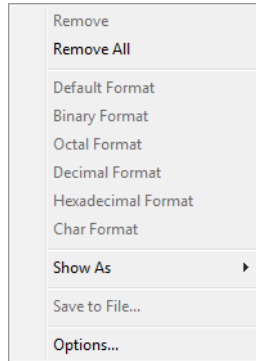 Remove
Remove All
Default Format
Binary Format
Octal Format
Decimal Format
Hexadecimal Format
Char Format
Show As
Save to File...
Options...